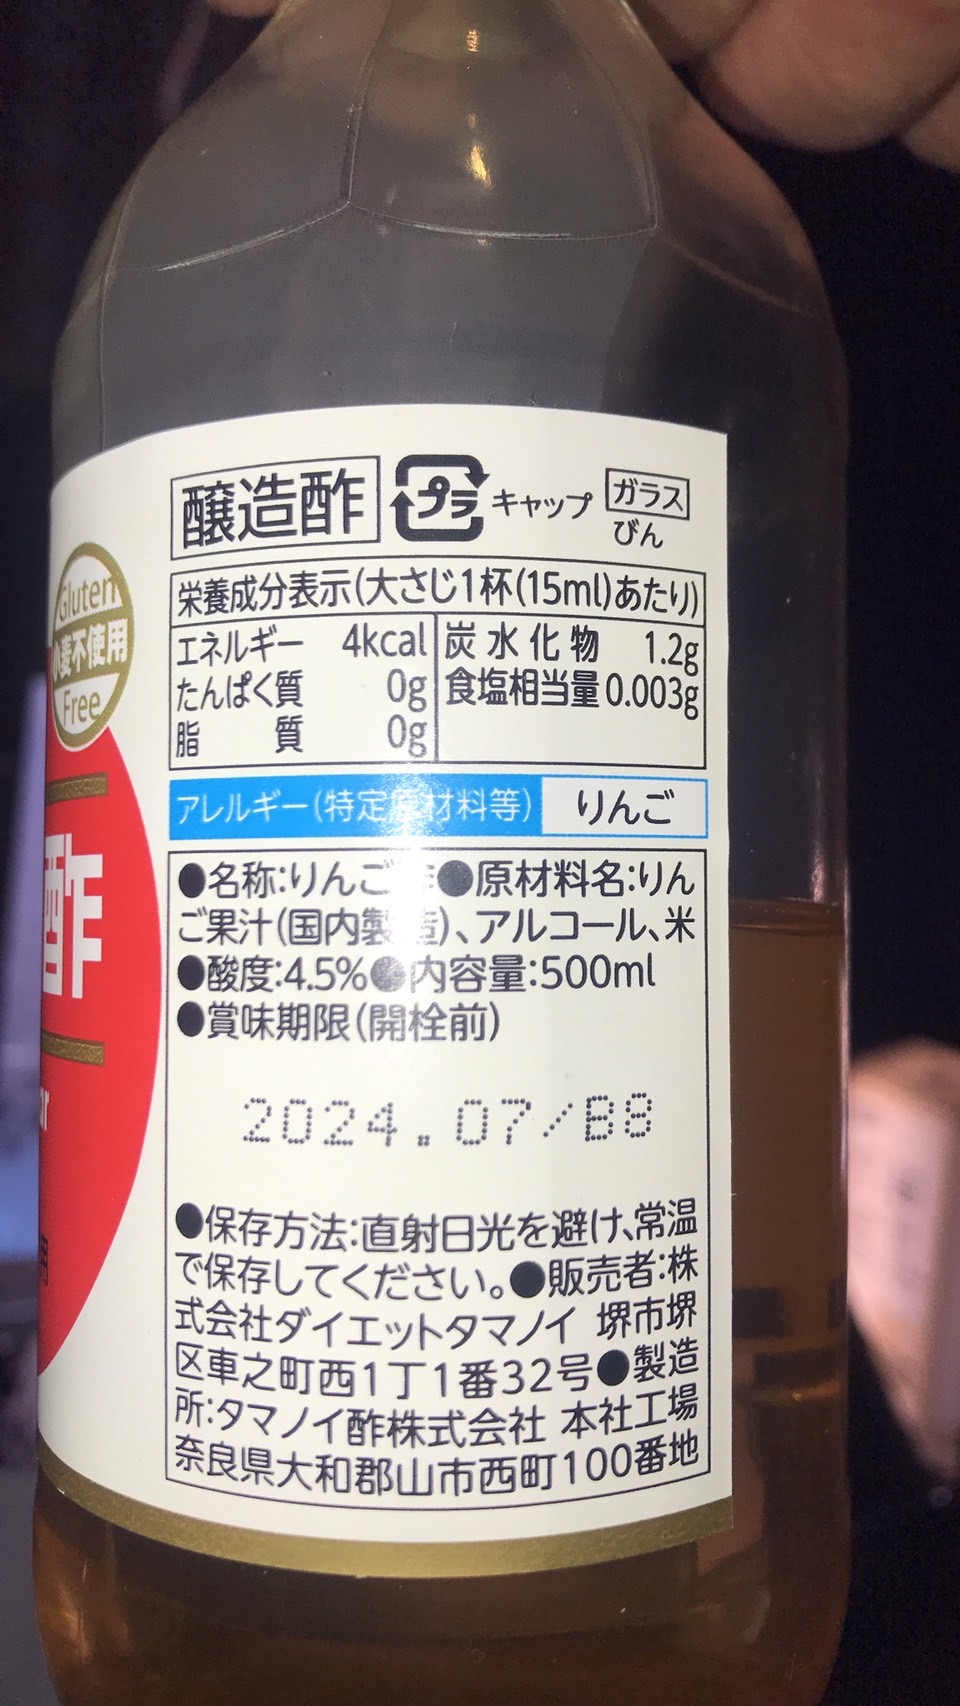 醸造酢
プラ
キャップ
ガラス
びん
Gluten
小麦不使用
Free
栄養成分表示(大さじ1杯(15ml)あたり)
エネルギー 4kcal
たんぱく質 0g
脂質 0g
炭水化物 1.2g
食塩相当量 0.003g
アレルギー(特定原材料等) りんご
酢
●名称:りんご酢●原材料名:りん
ご果汁(国内製造)、アルコール、米
●酸度:4.5%●内容量:500ml
●賞味期限(開栓前)
2024.07/B8
●保存方法:直射日光を避け、常温
で保存してください。●販売者:株
式会社ダイエットタマノイ 堺市堺
区車之町西1丁1番32号●製造
所:タマノイ酢株式会社 本社工場
奈良県大和郡山市西町100番地